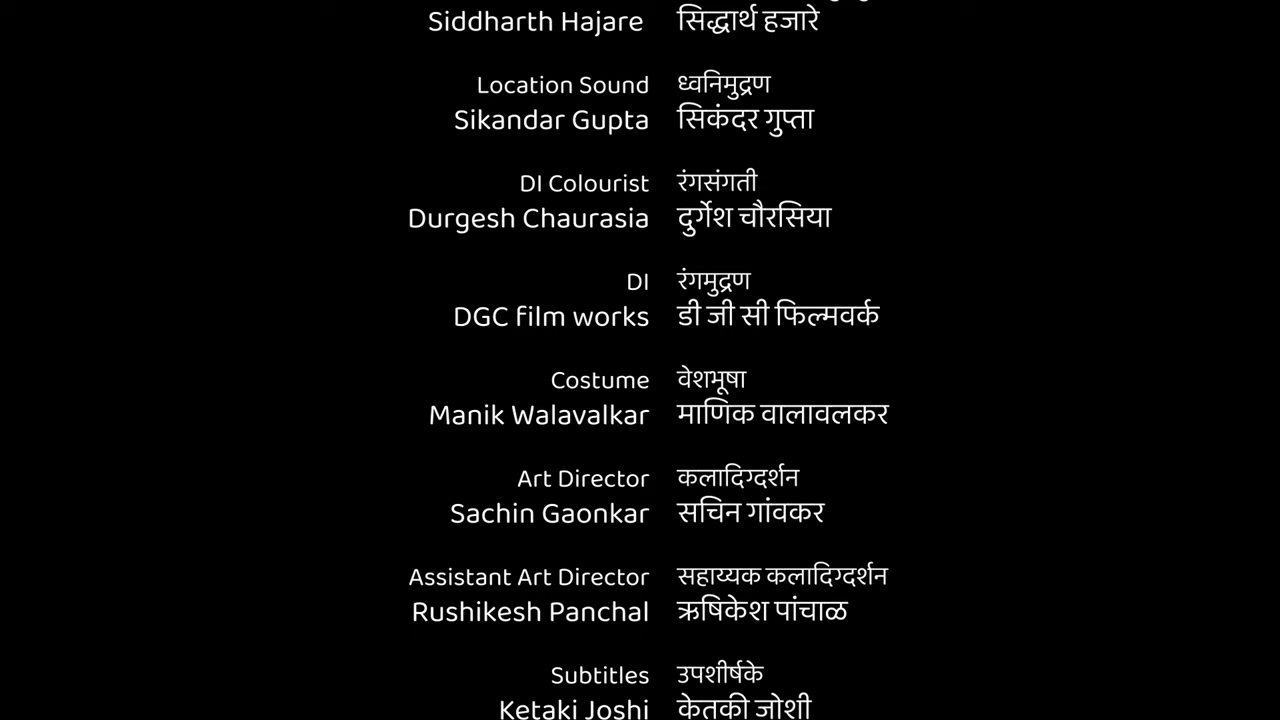 Siddharth Hajare सिद्धार्थ हजारे
Location Sound ध्वनिमुद्रण
Sikandar Gupta सिकंदर गुप्ता
DI Colourist रंगसंगती
Durgesh Chaurasia दुर्गेश चौरसिया
DI रंगमुद्रण
DGC film works डी जी सी फिल्मवर्क
Costume वेशभूषा
Manik Walavalkar माणिक वालावलकर
Art Director कलादिग्दर्शन
Sachin Gaonkar सचिन गांवकर
Assistant Art Director सहाय्यक कलादिग्दर्शन
Rushikesh Panchal ऋषिकेश पांचाळ
Subtitles उपशीर्षके
Ketaki Joshi केतकी जोशी